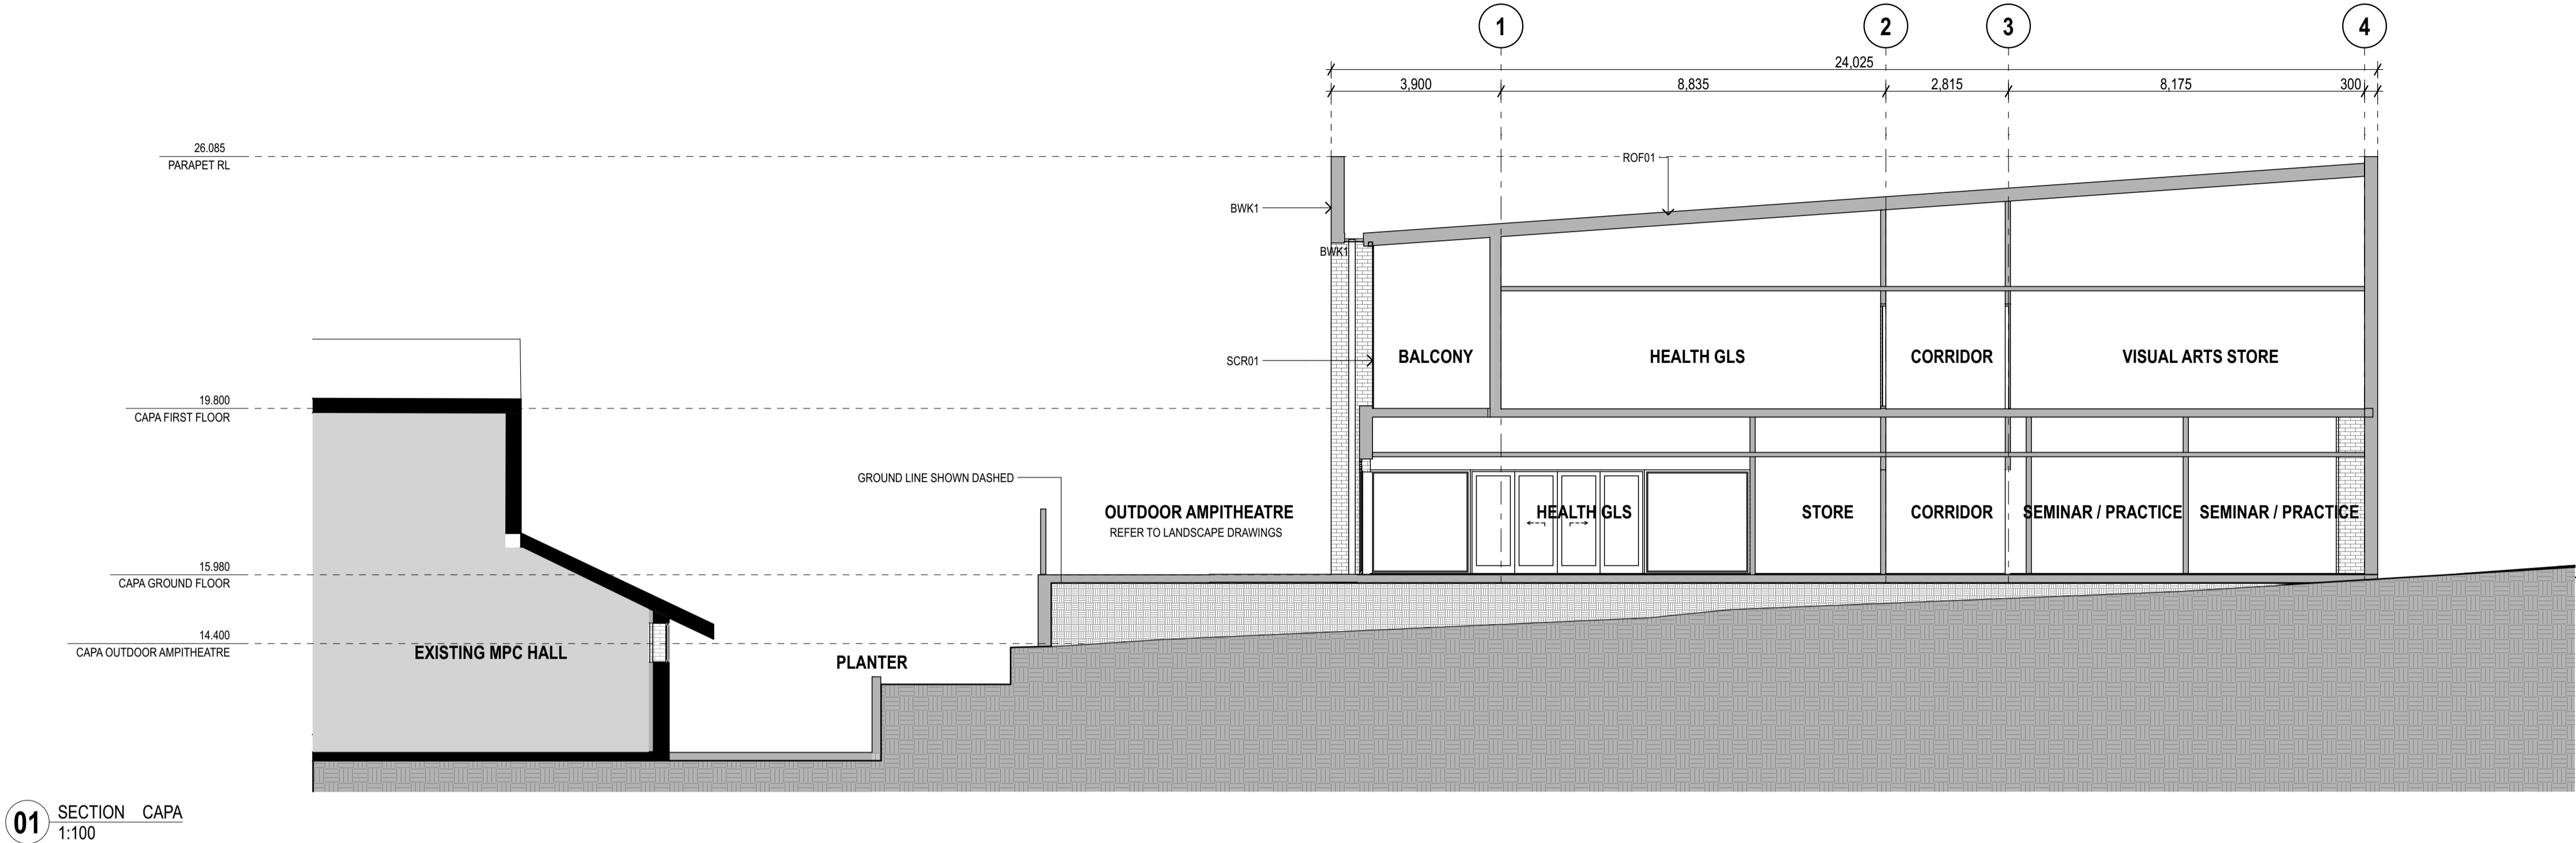 1
2
3
4
24,025
3,900
8,835
2,815
8,175
300
26.085
PARAPET RL
ROF01
BWK1
BWK1
SCR01
BALCONY
HEALTH GLS
CORRIDOR
VISUAL ARTS STORE
19.800
CAPA FIRST FLOOR
GROUND LINE SHOWN DASHED
OUTDOOR AMPITHEATRE
REFER TO LANDSCAPE DRAWINGS
HEALTH GLS
STORE
CORRIDOR
SEMINAR / PRACTICE
SEMINAR / PRACTICE
15.980
CAPA GROUND FLOOR
14.400
CAPA OUTDOOR AMPITHEATRE
EXISTING MPC HALL
PLANTER
01
SECTION CAPA
1:100